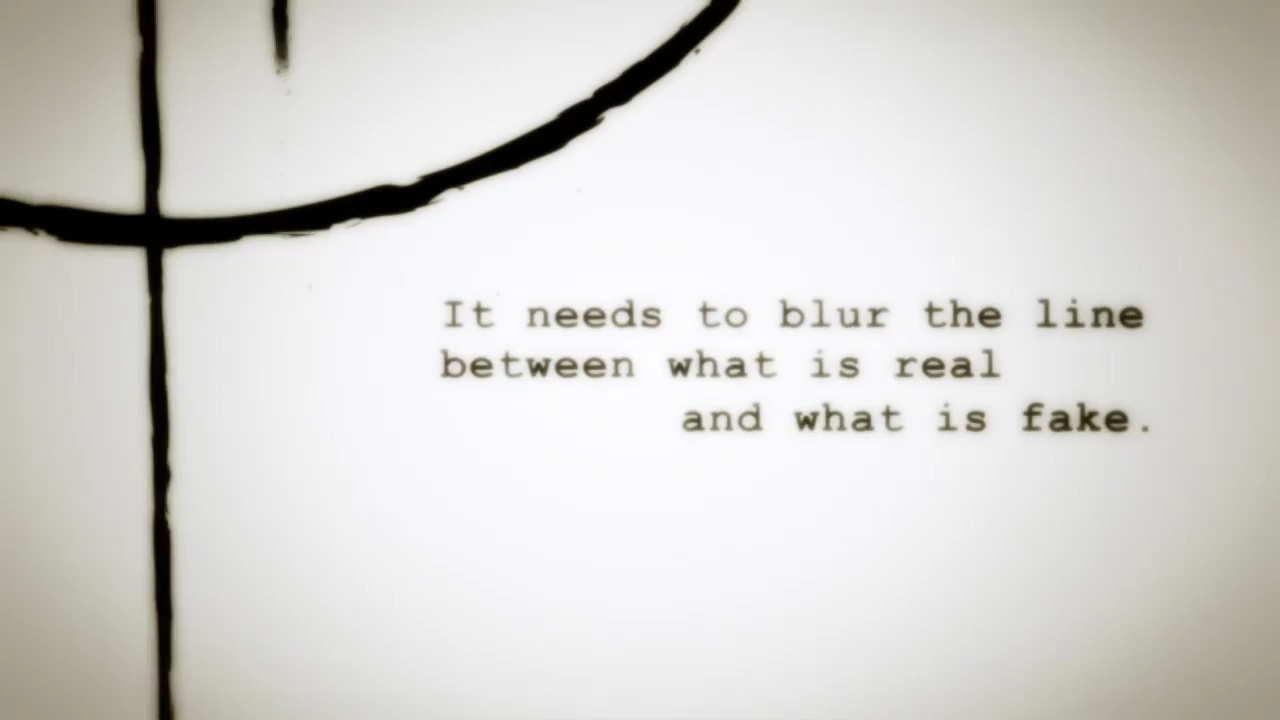 It needs to blur the line
between what is real
and what is fake.